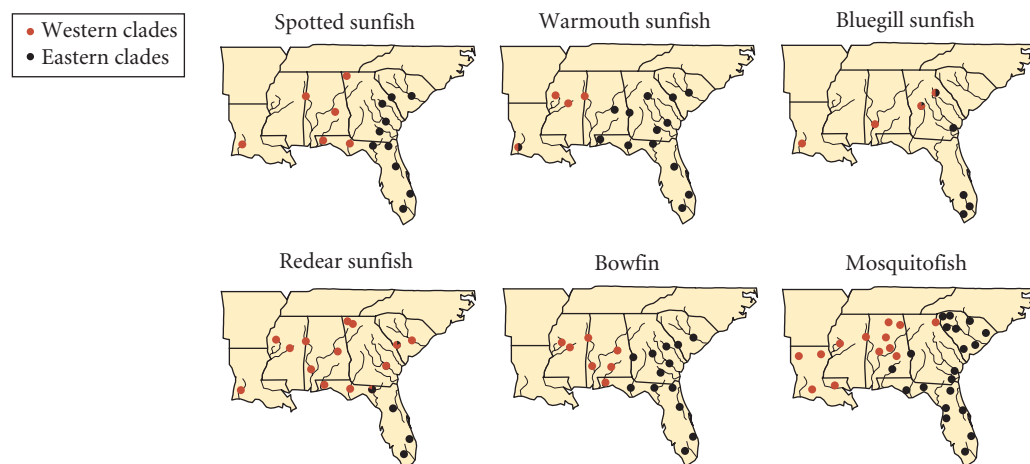 Western clades
Eastern clades
Spotted sunfish
Warmouth sunfish
Bluegill sunfish
Redear sunfish
Bowfin
Mosquitofish